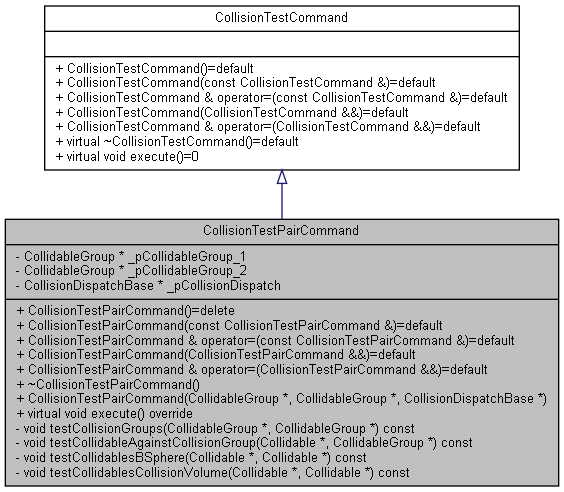 CollisionTestCommand
+ CollisionTestCommand()=default
+ CollisionTestCommand(const CollisionTestCommand &)=default
+ CollisionTestCommand & operator=(const CollisionTestCommand &)=default
+ CollisionTestCommand(CollisionTestCommand &&)=default
+ CollisionTestCommand & operator=(CollisionTestCommand &&)=default
+ virtual ~CollisionTestCommand()=default
+ virtual void execute()=0
CollisionTestPairCommand
- CollidableGroup * _pCollidableGroup_1
- CollidableGroup * _pCollidableGroup_2
- CollisionDispatchBase * _pCollisionDispatch
+ CollisionTestPairCommand()=delete
+ CollisionTestPairCommand(const CollisionTestPairCommand &)=default
+ CollisionTestPairCommand & operator=(const CollisionTestPairCommand &)=default
+ CollisionTestPairCommand(CollisionTestPairCommand &&)=default
+ CollisionTestPairCommand & operator=(CollisionTestPairCommand &&)=default
+ ~CollisionTestPairCommand()
+ CollisionTestPairCommand(CollidableGroup *, CollidableGroup *, CollisionDispatchBase *)
+ virtual void execute() override
- void testCollisionGroups(CollidableGroup *, CollidableGroup *) const
- void testCollidableAgainstCollisionGroup(Collidable *, CollidableGroup *) const
- void testCollidablesBSphere(Collidable *, Collidable *) const
- void testCollidablesCollisionVolume(Collidable *, Collidable *) const